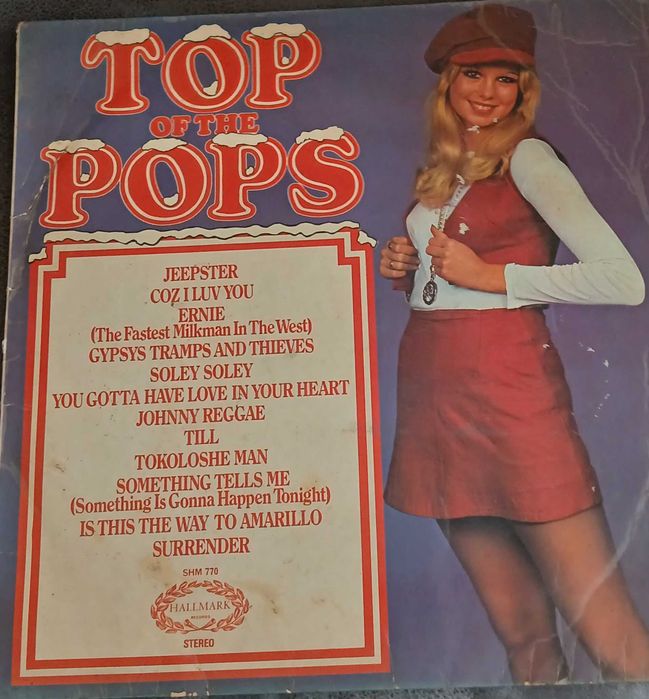 TOP
OF THE
POPS
JEEPSTER
COZ I LUV YOU
ERNIE
(The Fastest Milkman In The West)
GYPSYS TRAMPS AND THIEVES
SOLEY SOLEY
YOU GOTTA HAVE LOVE IN YOUR HEART
JOHNNY REGGAE
TILL
TOKOLOSHE MAN
SOMETHING TELLS ME
(Something Is Gonna Happen Tonight)
IS THIS THE WAY TO AMARILLO
SURRENDER
SHM 770
HALLMARK
RECORDS
STEREO